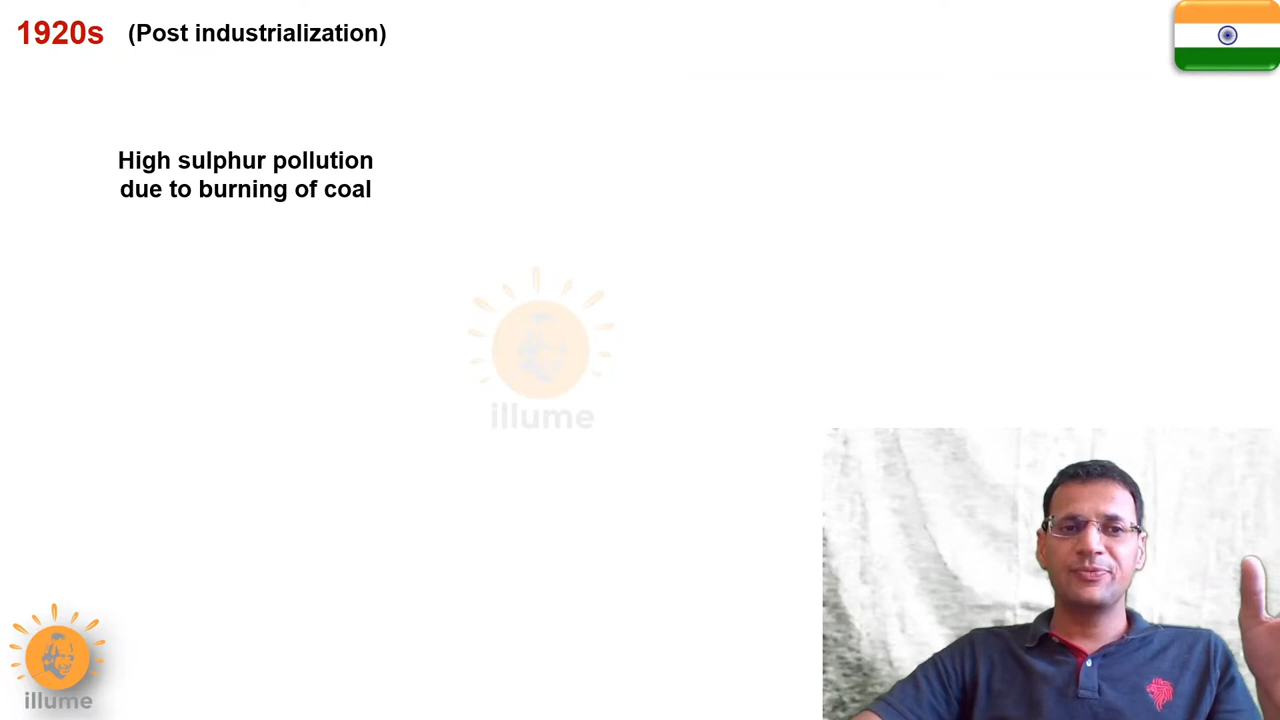 1920s (Post industrialization)
High sulphur pollution
due to burning of coal
illume
illume